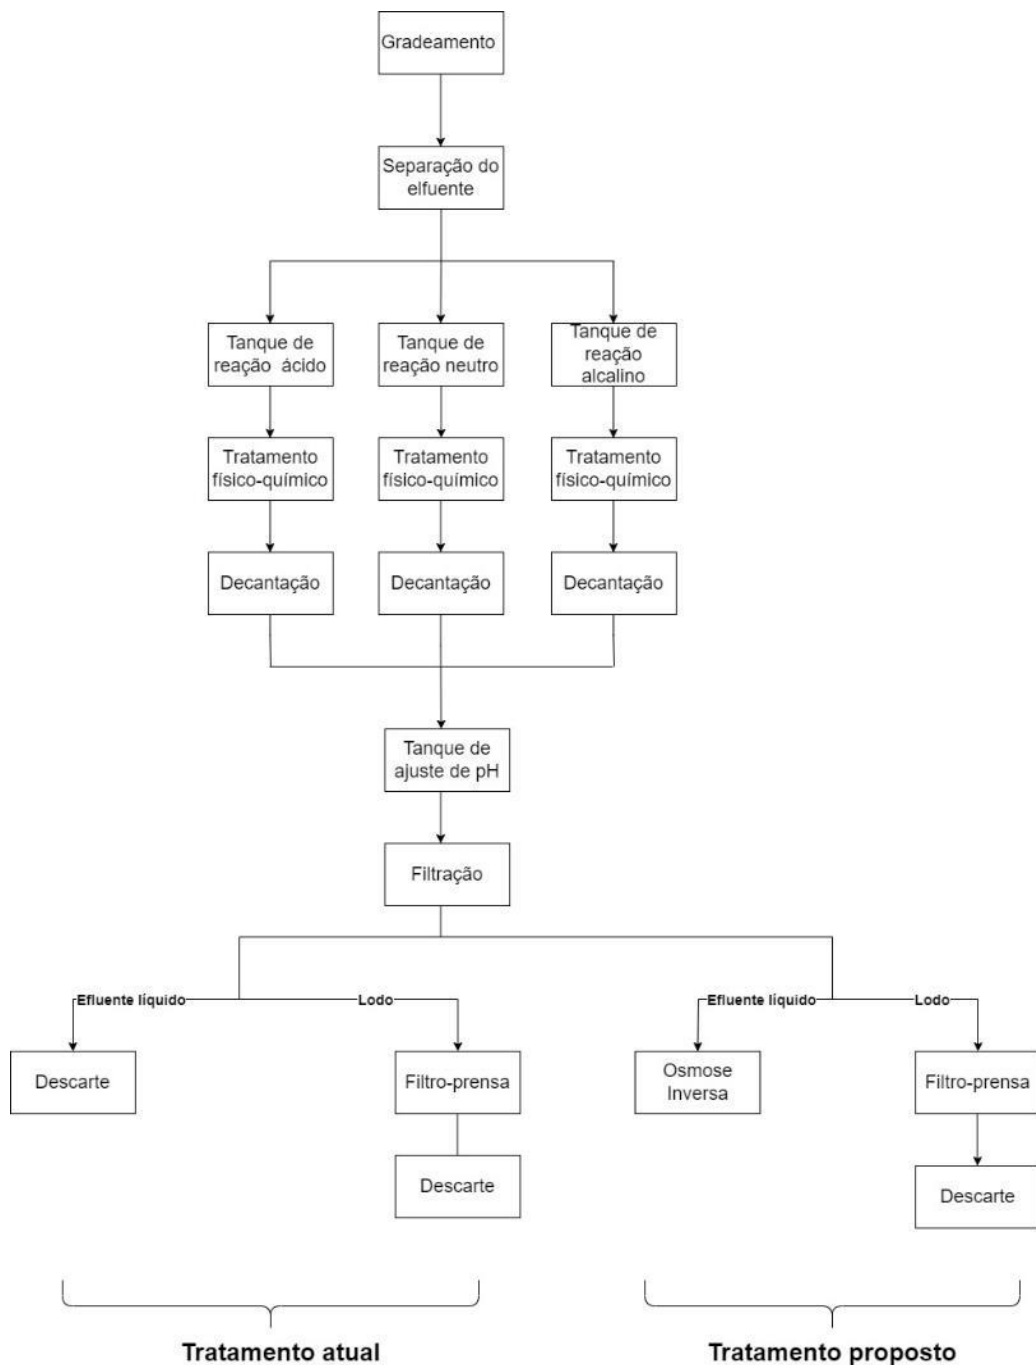 Gradeamento
Separação do
elfuente
Tanque de
reação ácido
Tanque de
reação neutro
Tanque de
reação
alcalino
Tratamento
físico-químico
Tratamento
físico-químico
Tratamento
físico-químico
Decantação
Decantação
Decantação
Tanque de
ajuste de pH
Filtração
Efluente líquido
Lodo
Efluente líquido
Lodo
Descarte
Filtro-prensa
Osmose
Inversa
Filtro-prensa
Descarte
Descarte
Tratamento atual
Tratamento proposto